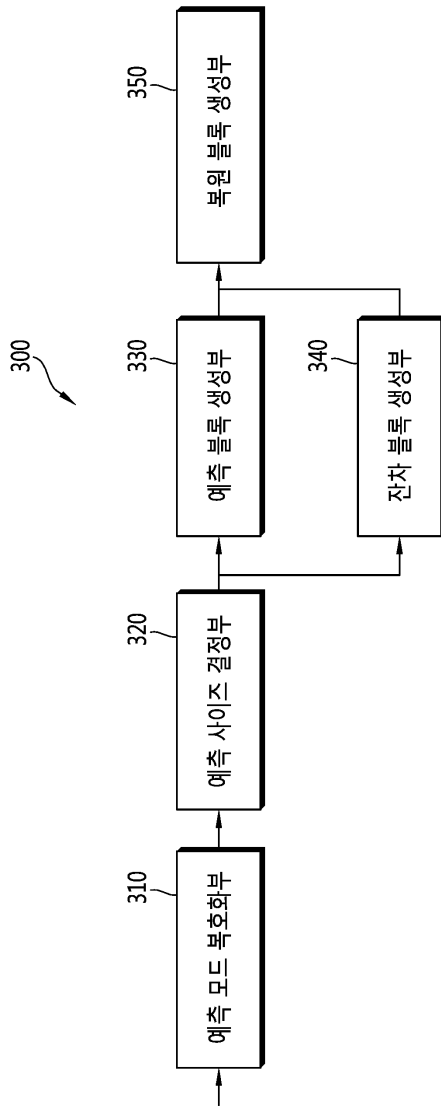 300
310
예측 모드 복호화부
320
예측 사이즈 결정부
330
예측 블록 생성부
340
잔차 블록 생성부
350
복원 블록 생성부